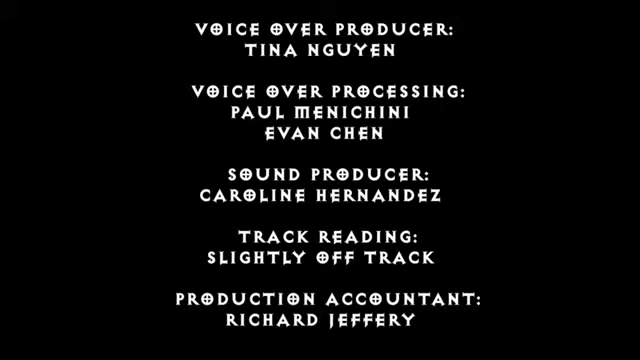 VOICE OVER PRODUCER:
TINA NGUYEN
VOICE OVER PROCESSING:
PAUL MENICHINI
EVAN CHEN
SOUND PRODUCER:
CAROLINE HERNANDEZ
TRACK READING:
SLIGHTLY OFF TRACK
PRODUCTION ACCOUNTANT:
RICHARD JEFFERY